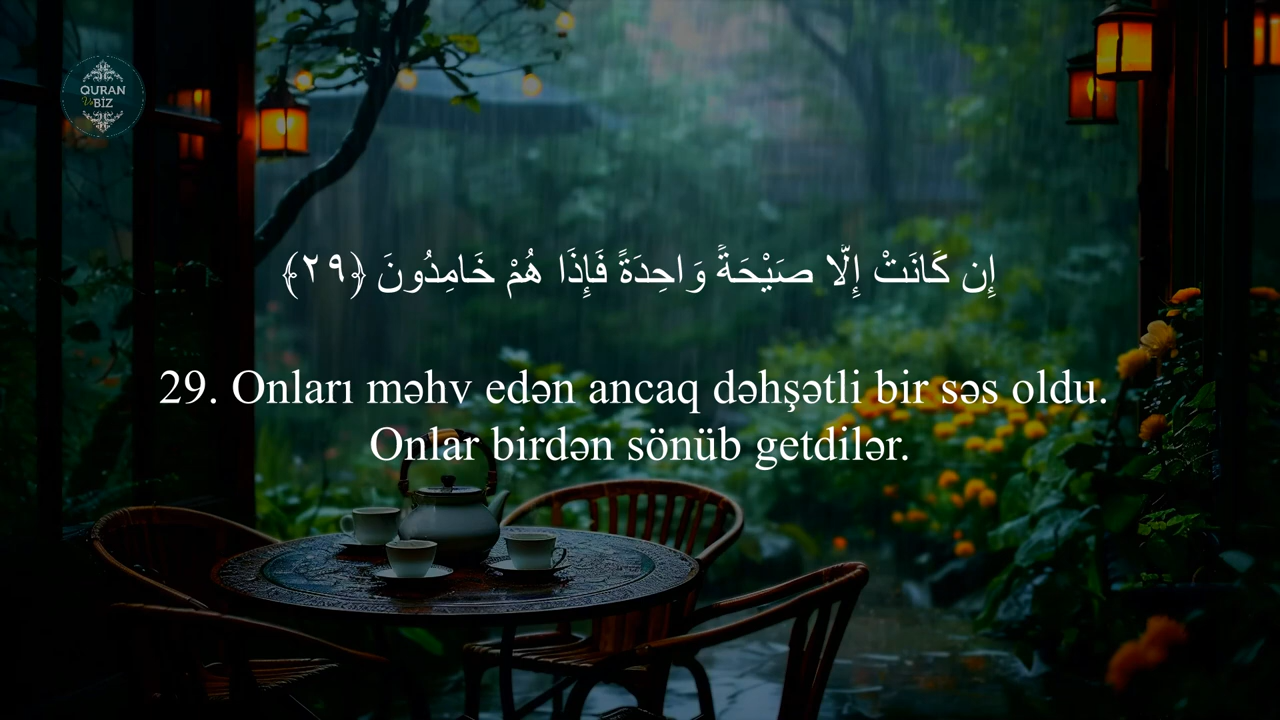 QURAN
Və
BİZ
إِن كَانَتْ إِلَّا صَيْحَةً وَاحِدَةً فَإِذَا هُمْ خَامِدُونَ ﴿٢٩﴾
29. Onları məhv edən ancaq dəhşətli bir səs oldu.
Onlar birdən sönüb getdilər.